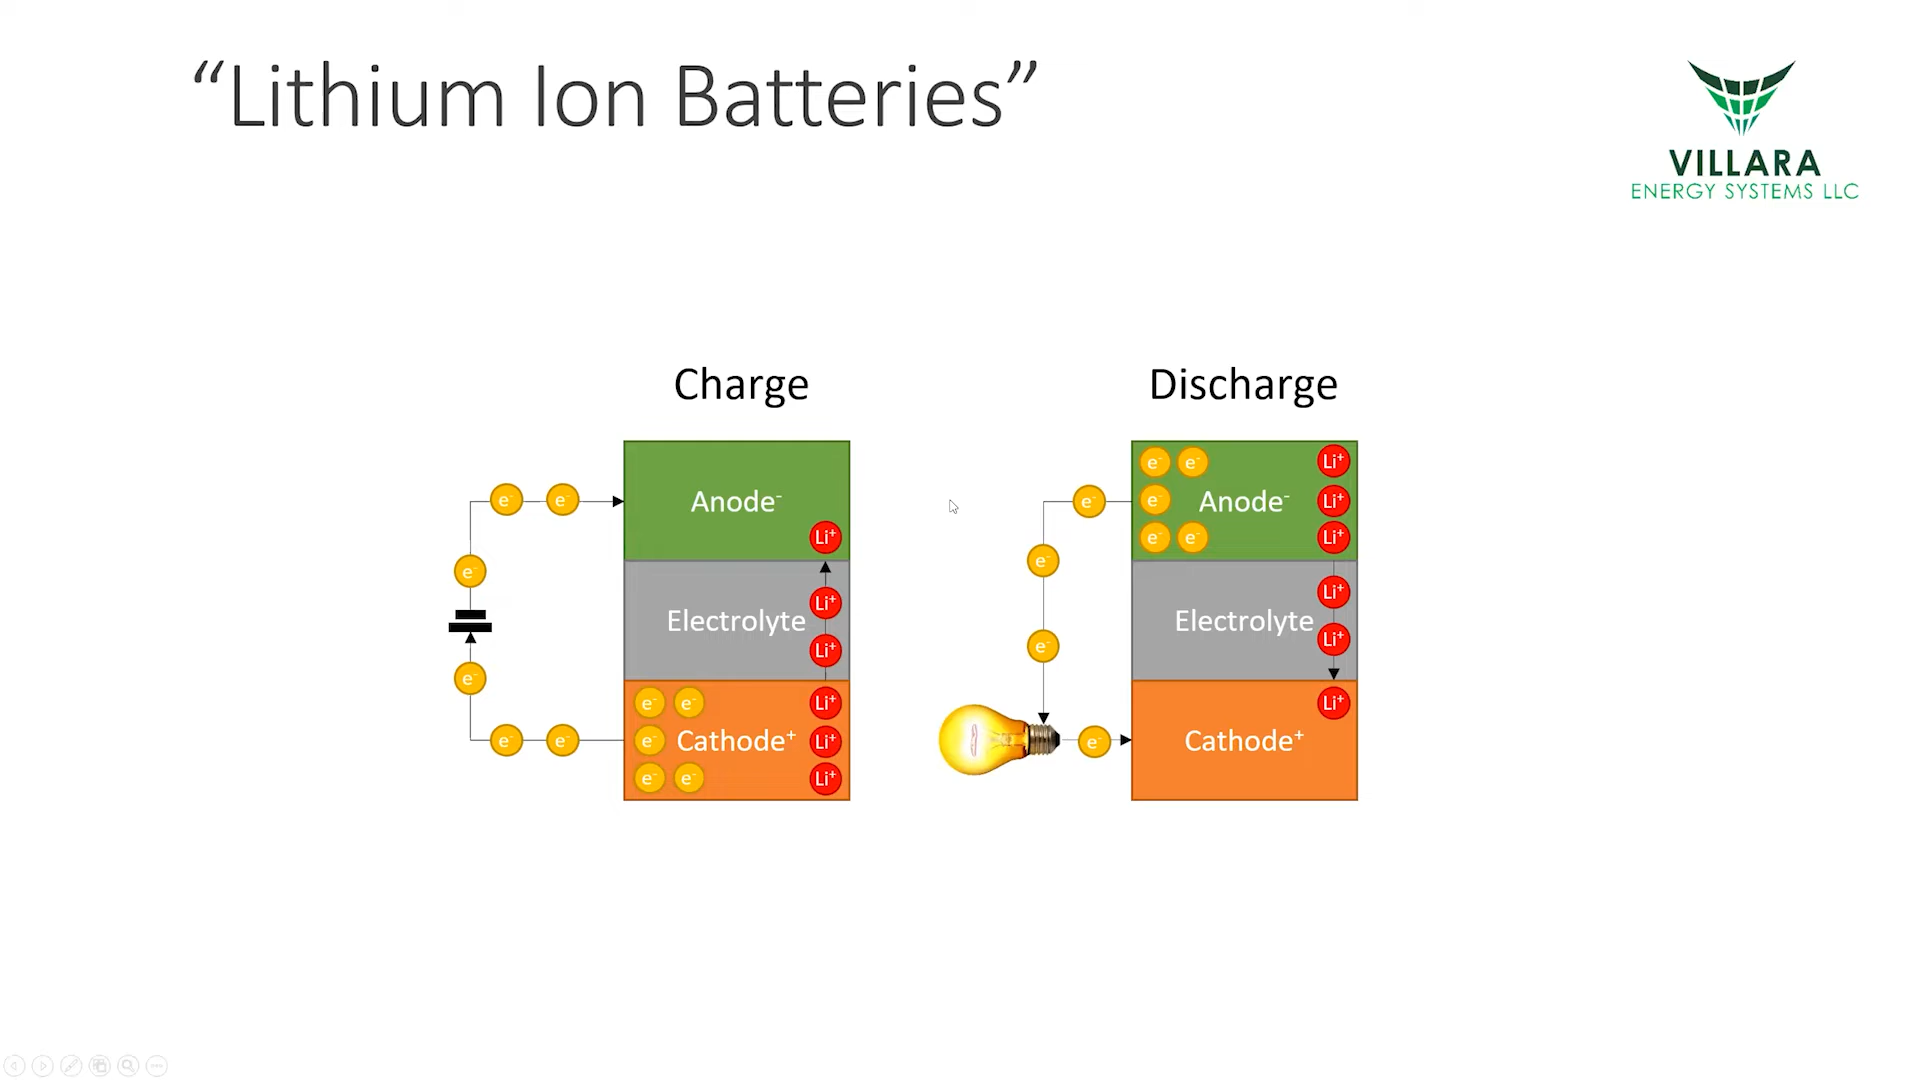 “Lithium Ion Batteries”
VILLARA
ENERGY SYSTEMS LLC
Charge
Discharge
Anode⁻
e⁻ e⁻
Li⁺
e⁻
Electrolyte
Li⁺
Li⁺
e⁻
e⁻ e⁻
e⁻ e⁻
e⁻
e⁻ e⁻
Cathode⁺
Li⁺
Li⁺
Li⁺
e⁻ e⁻
e⁻
e⁻ e⁻
Anode⁻
Li⁺
Li⁺
Li⁺
e⁻
e⁻
e⁻
Electrolyte
Li⁺
Li⁺
e⁻
Cathode⁺
Li⁺